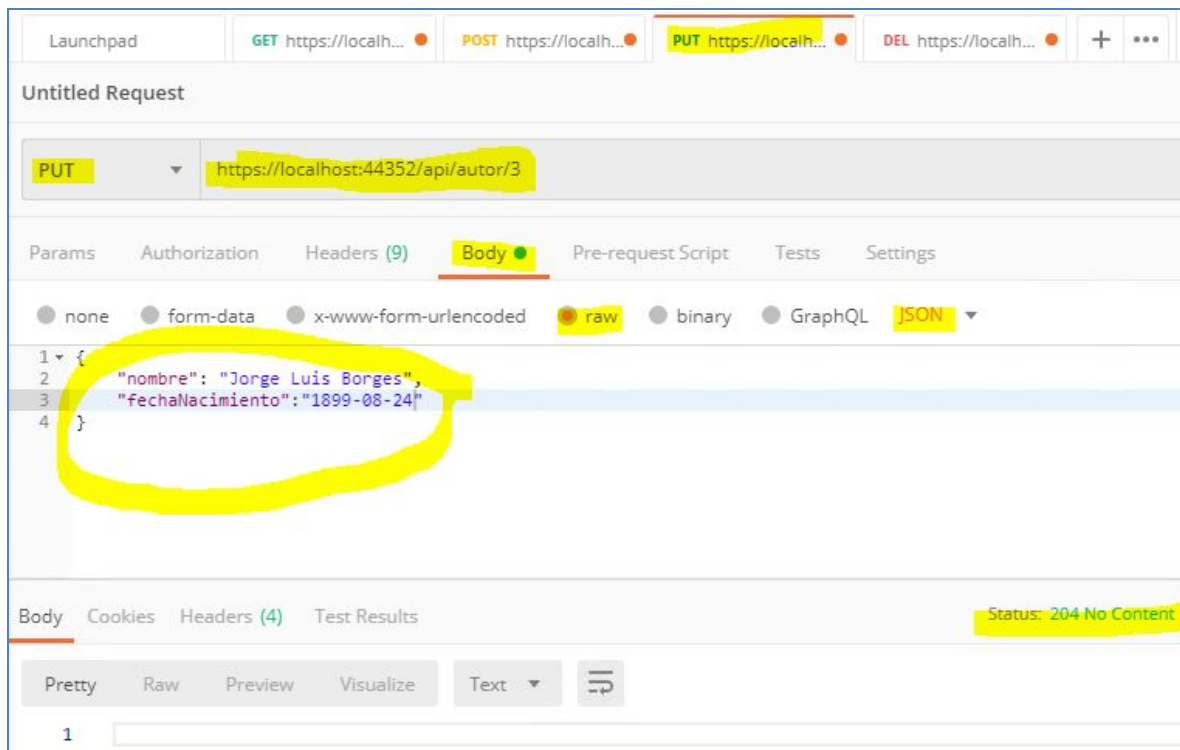 Launchpad GET https://localh... POST https://localh... PUT https://localh... DEL https://localh... + •••
Untitled Request
PUT https://localhost:44352/api/autor/3
Params Authorization Headers (9) Body Pre-request Script Tests Settings
none form-data x-www-form-urlencoded raw binary GraphQL JSON
1 {
2 "nombre": "Jorge Luis Borges",
3 "fechaNacimiento":"1899-08-24"
4 }
Body Cookies Headers (4) Test Results Status: 204 No Content
Pretty Raw Preview Visualize Text
1